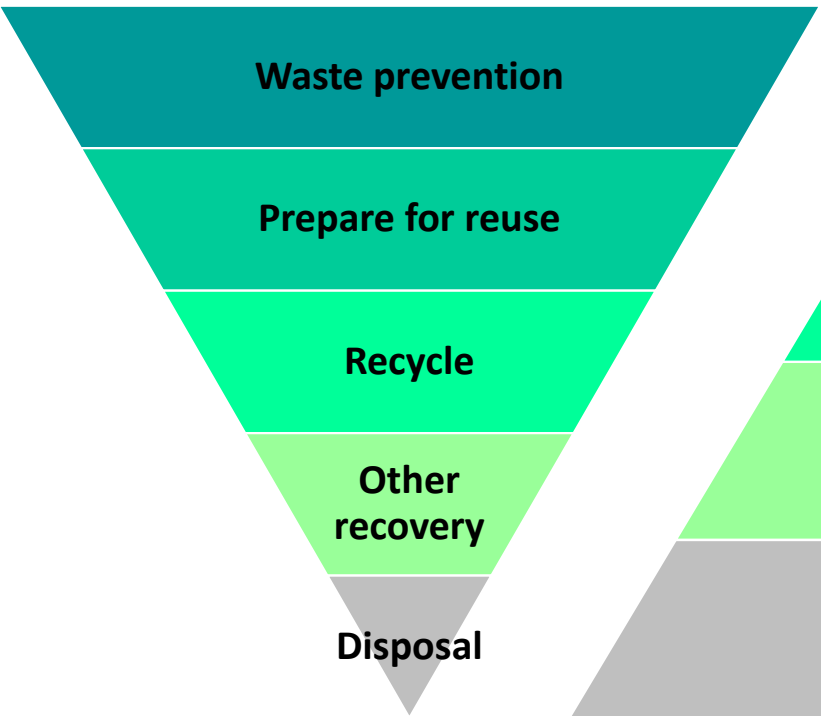 Waste prevention
Prepare for reuse
Recycle
Other
recovery
Disposal